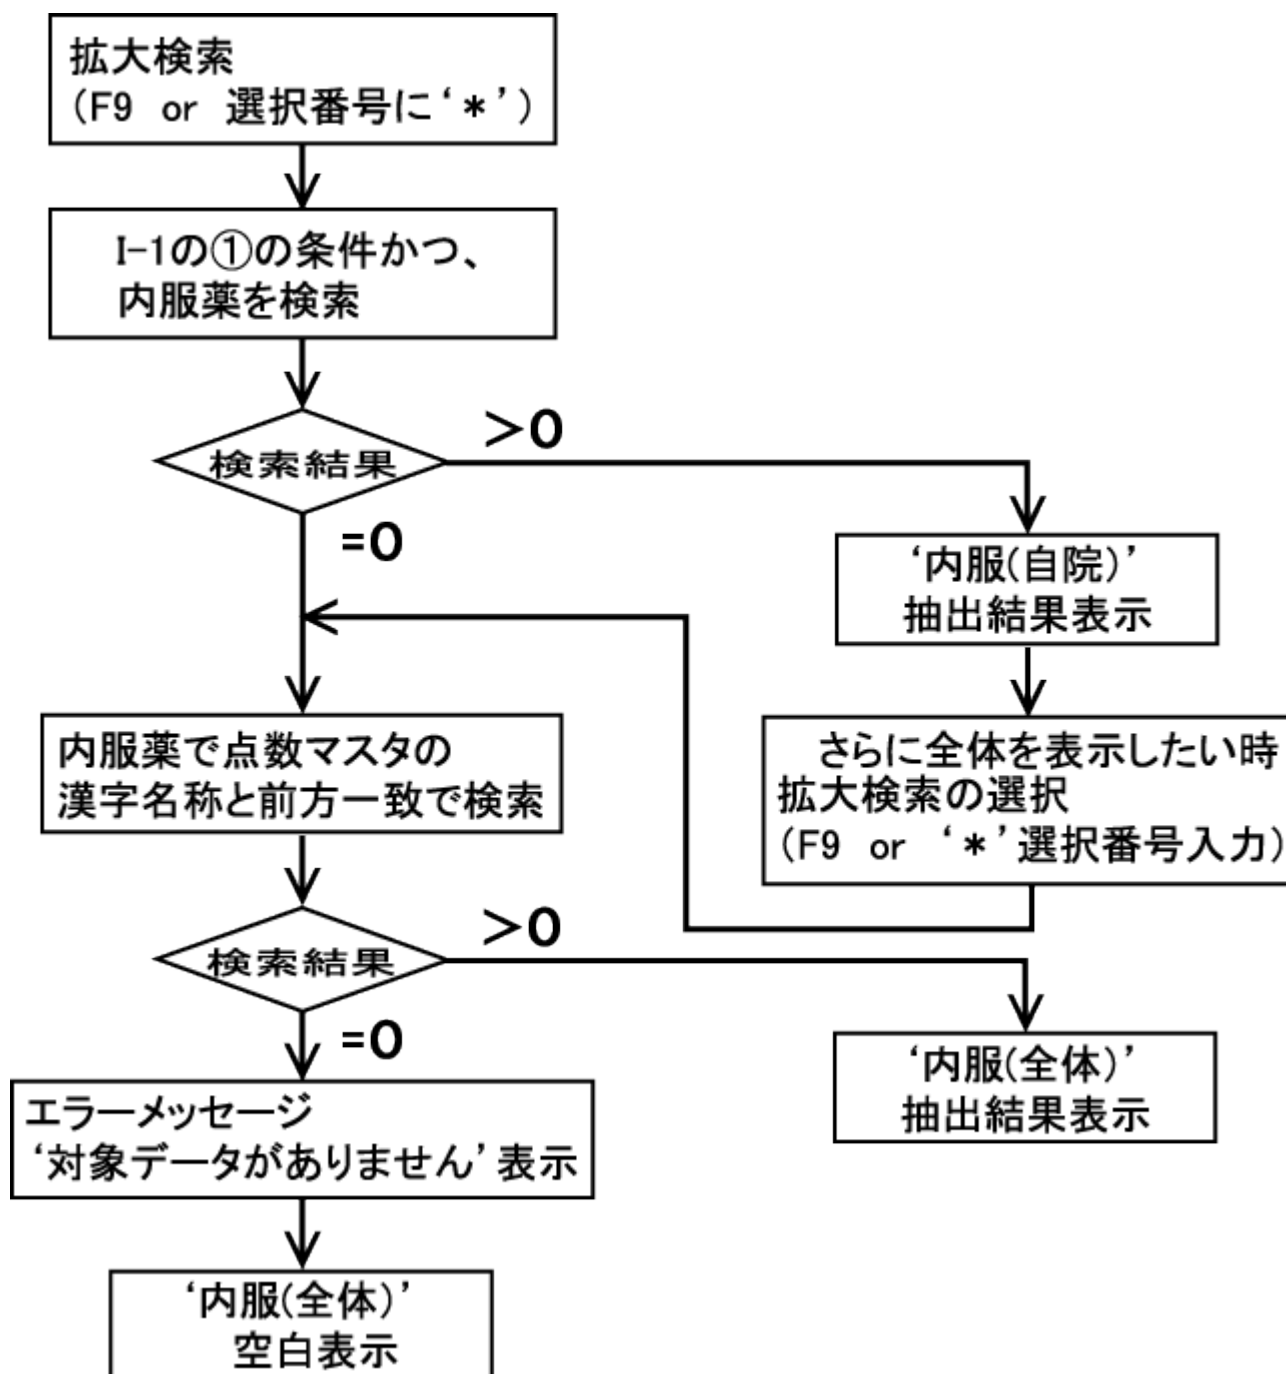 拡大検索
(F9 or 選択番号に‘*’)
I-1の①の条件かつ、
内服薬を検索
検索結果
>0
=0
‘内服(自院)’
抽出結果表示
さらに全体を表示したい時
拡大検索の選択
(F9 or ‘*’選択番号入力)
内服薬で点数マスタの
漢字名称と前方一致で検索
検索結果
>0
=0
‘内服(全体)’
抽出結果表示
エラーメッセージ
‘対象データがありません’表示
‘内服(全体)’
空白表示